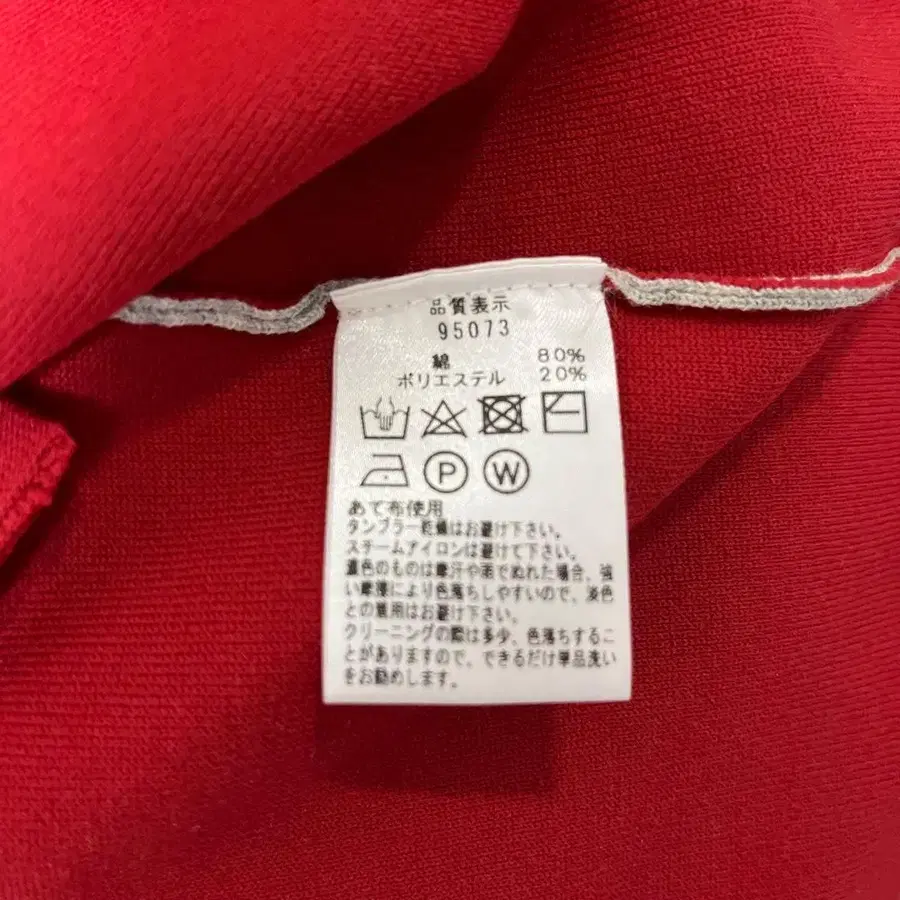 品質表示
95073
綿 80%
ポリエステル 20%
P W
あて布使用
タンブラー乾燥はお避け下さい。
スチームアイロンは避けて下さい。
濃色のものは摩汗や雨でぬれた場合、強
い摩擦により色落ちしやすいので、淡色
との着用はお避け下さい。
クリーニングの際は多少、色落ちするこ
とがありますので、できるだけ単品洗い
をお勧めします。